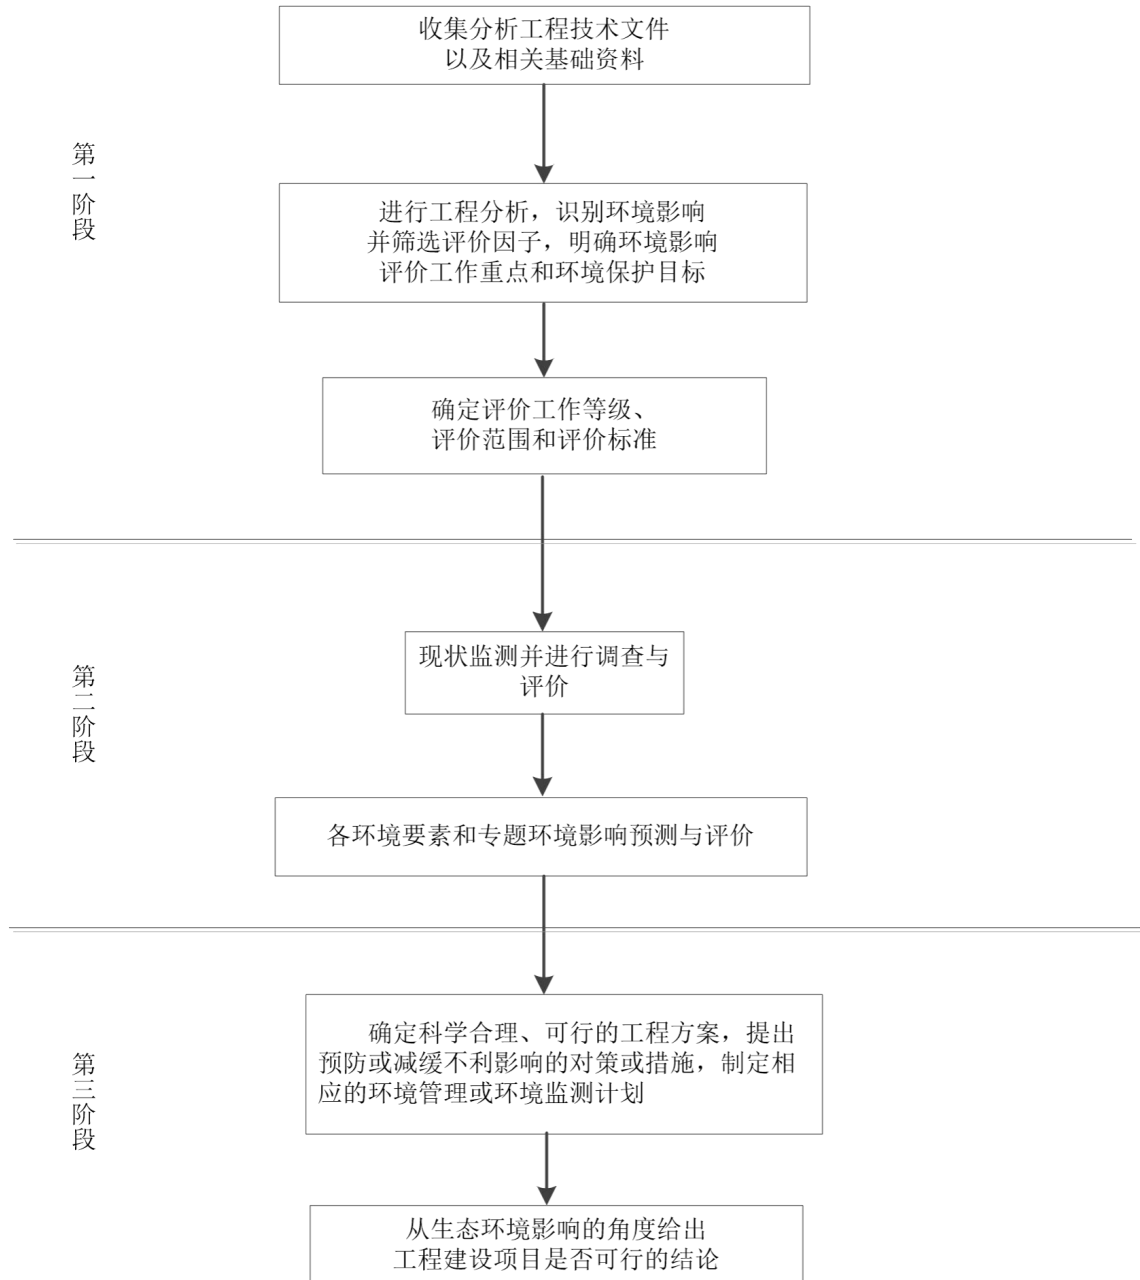 收集分析工程技术文件
以及相关基础资料
第一阶段
进行工程分析，识别环境影响
并筛选评价因子，明确环境影响
评价工作重点和环境保护目标
确定评价工作等级、
评价范围和评价标准
现状监测并进行调查与
评价
第二阶段
各环境要素和专题环境影响预测与评价
确定科学合理、可行的工程方案，提出
预防或减缓不利影响的对策或措施，制定相
应的环境管理或环境监测计划
第三阶段
从生态环境影响的角度给出
工程建设项目是否可行的结论